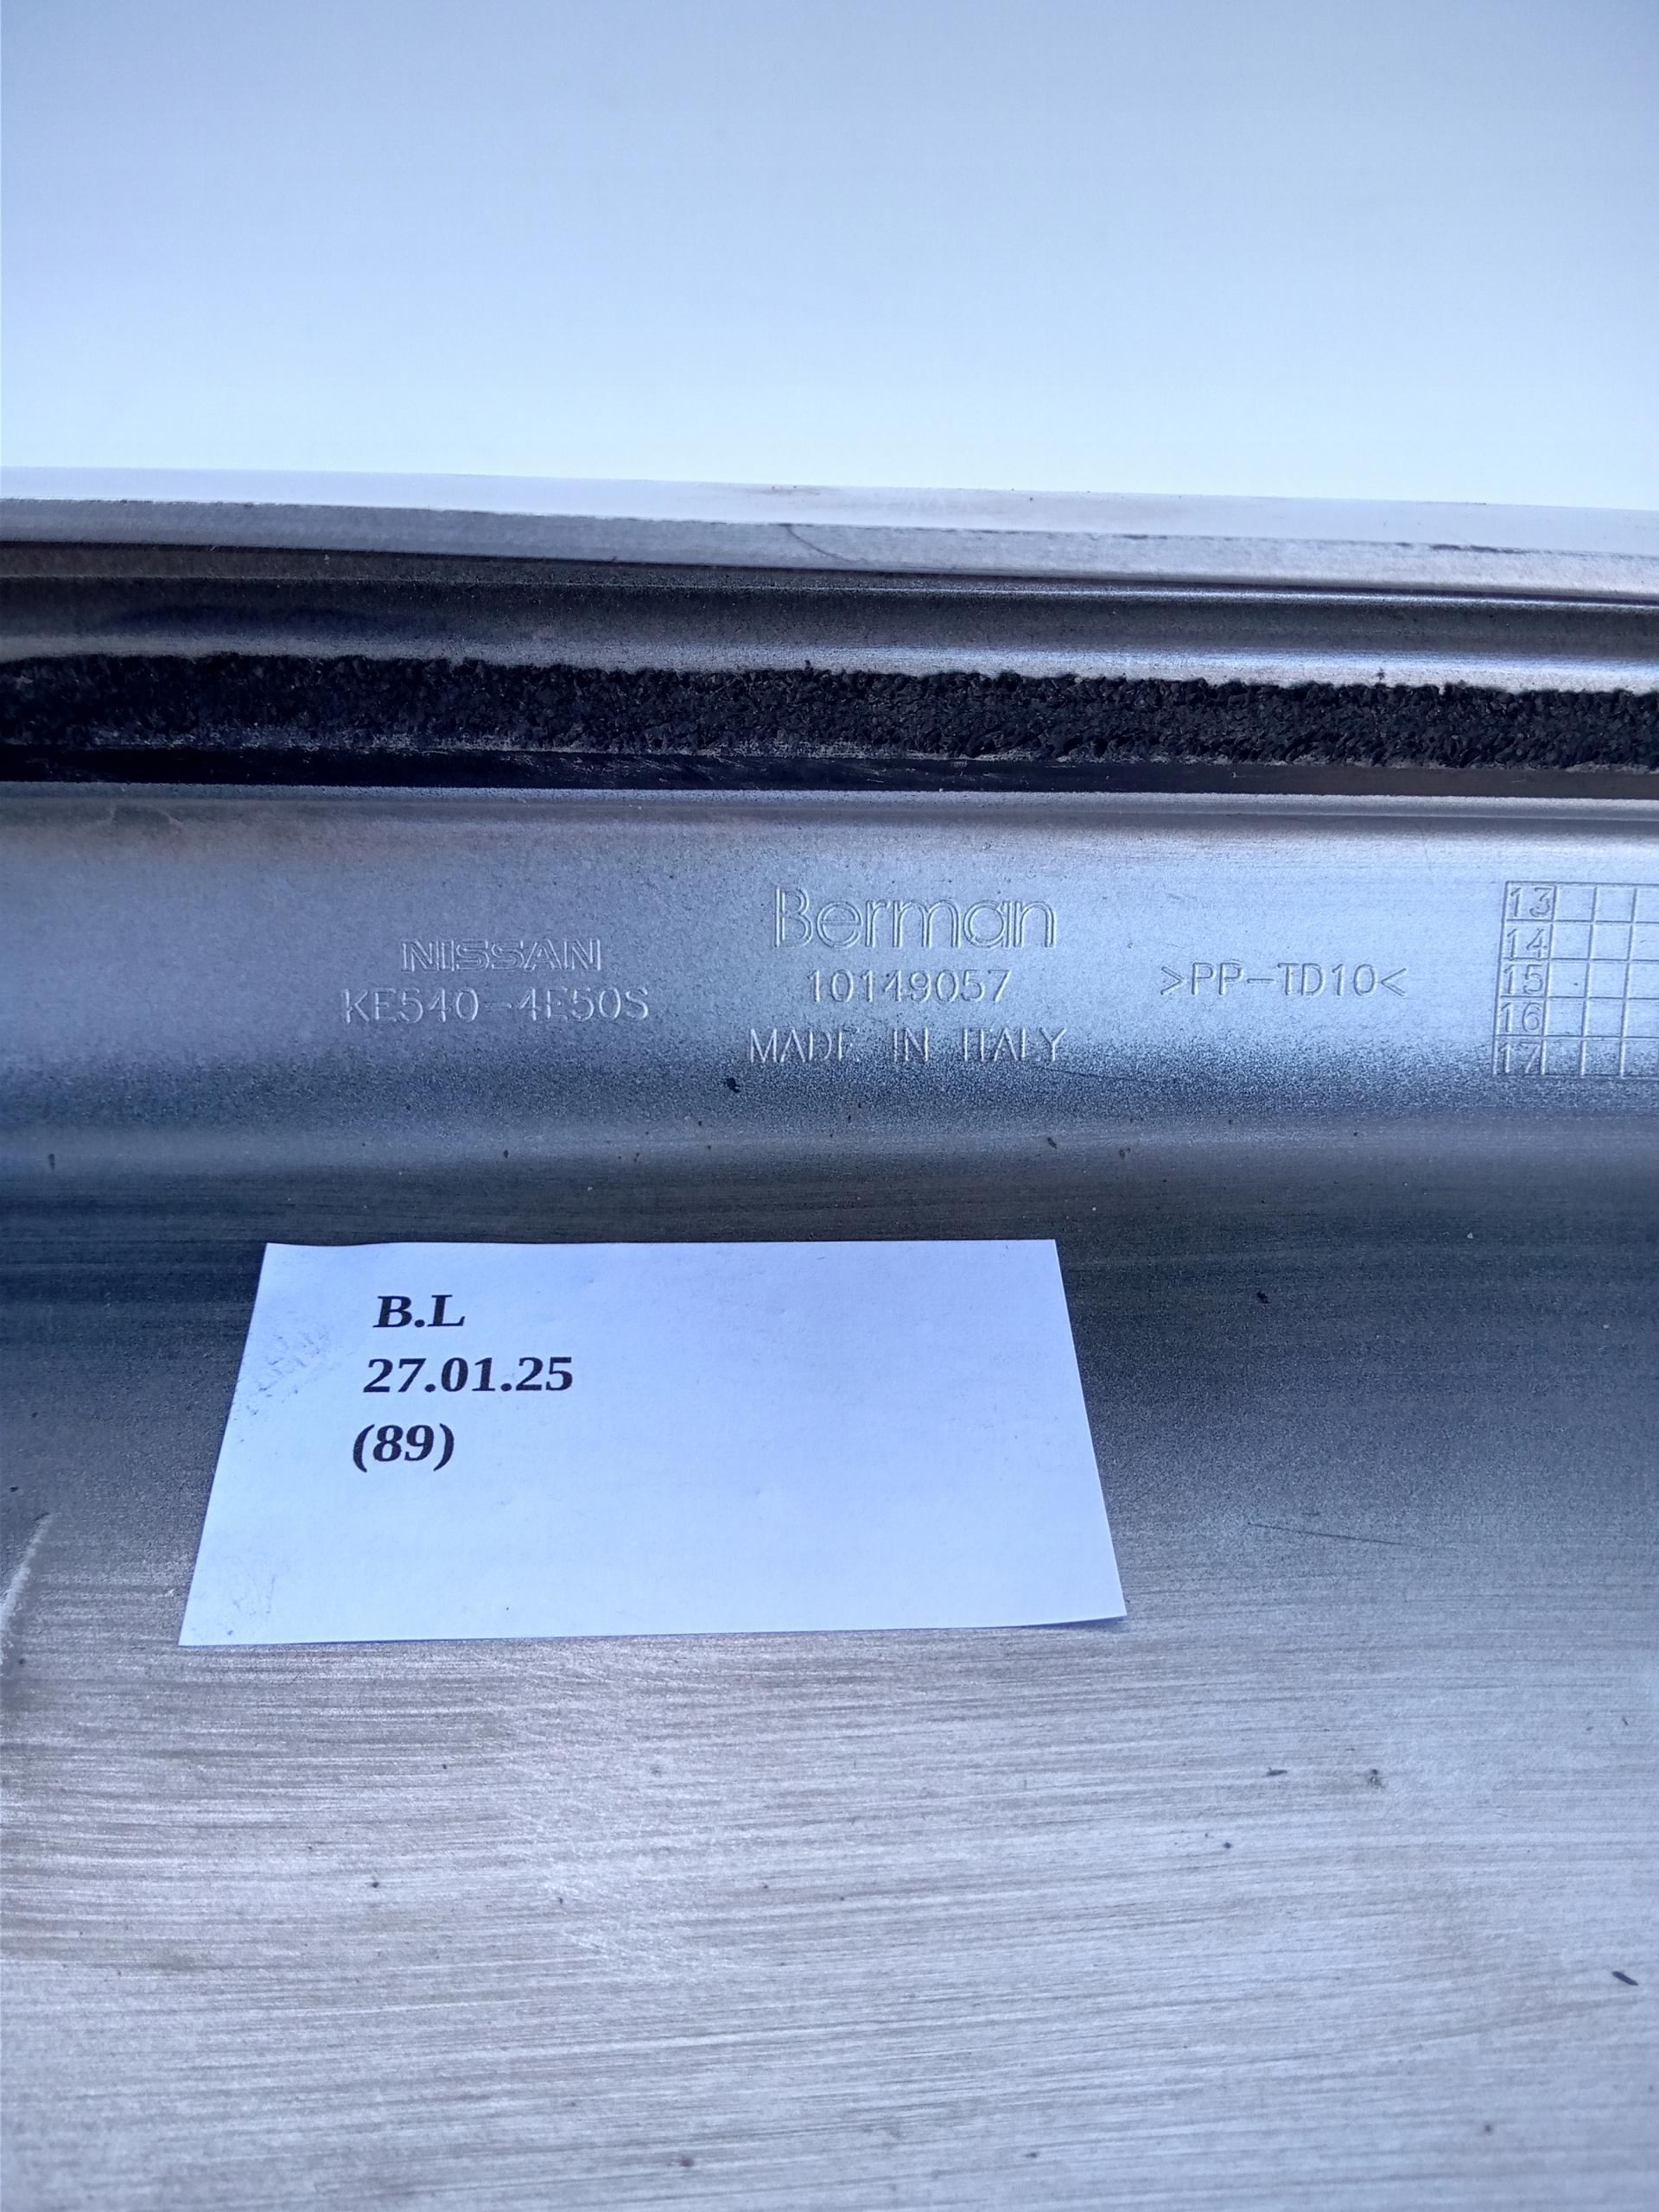 NISSAN
KE540-4E50S
Berman
10149057
MADE IN ITALY
>PP-TD10<
13
14
15
16
17
B.L
27.01.25
(89)